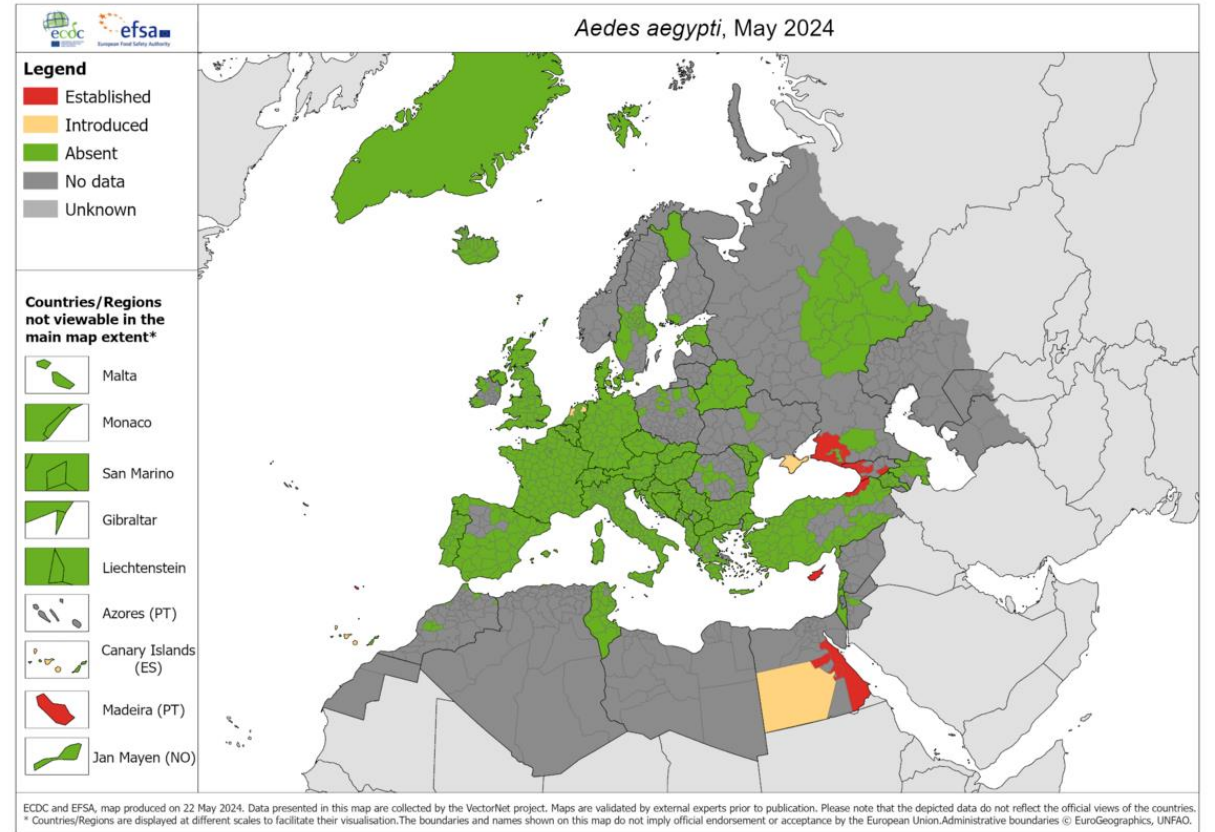 ecdc
efsa
European Food Safety Authority
Aedes aegypti, May 2024
Legend
Established
Introduced
Absent
No data
Unknown
Countries/Regions
not viewable in the
main map extent*
Malta
Monaco
San Marino
Gibraltar
Liechtenstein
Azores (PT)
Canary Islands
(ES)
Madeira (PT)
Jan Mayen (NO)
ECDC and EFSA, map produced on 22 May 2024. Data presented in this map are collected by the VectorNet project. Maps are validated by external experts prior to publication. Please note that the depicted data do not reflect the official views of the countries.
* Countries/Regions are displayed at different scales to facilitate their visualisation.The boundaries and names shown on this map do not imply official endorsement or acceptance by the European Union.Administrative boundaries © EuroGeographics, UNFAO.